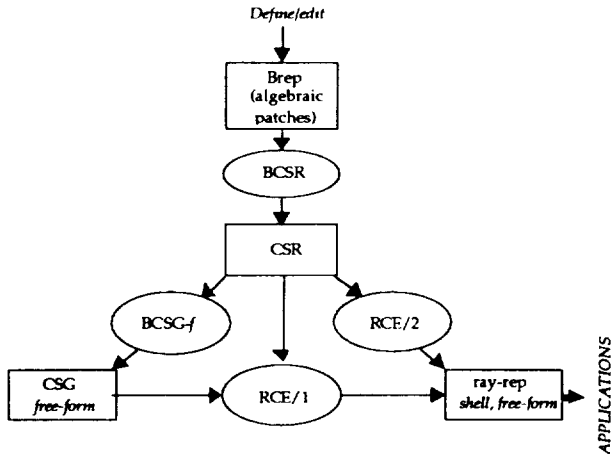 Define/edit
Brep
(algebraic
patches)
BCSR
CSR
BCSG-f
RCE/2
CSG
free-form
RCE/1
ray-rep
shell, free-form
APPLICATIONS